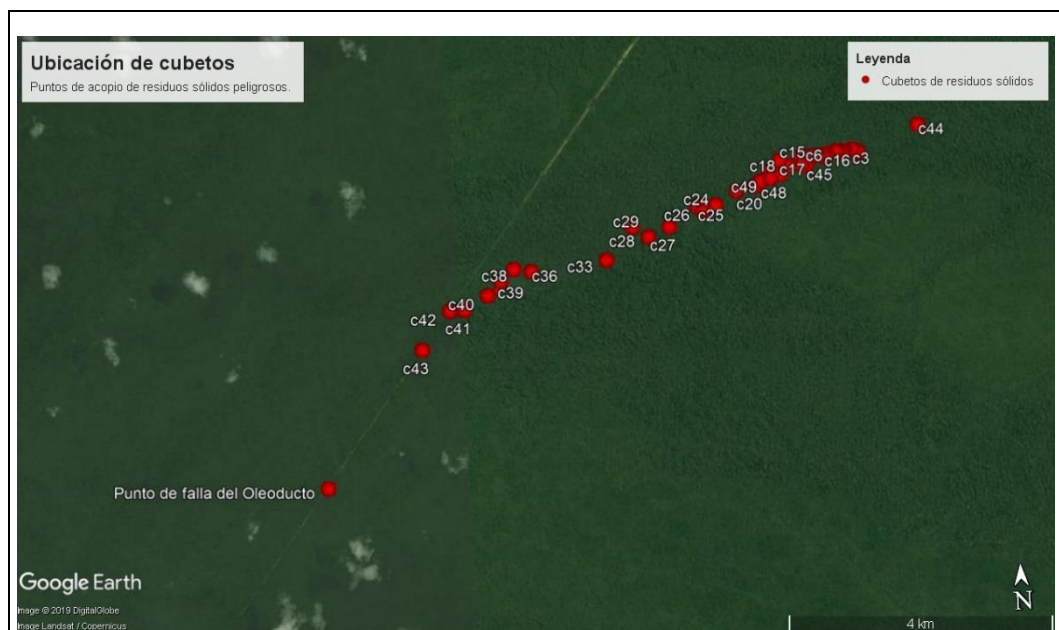 Ubicación de cubetos
Puntos de acopio de residuos sólidos peligrosos.
Leyenda
Cubetos de residuos sólidos
c44
c15
c6
c16
c3
c18
c17
c45
c49
c48
c20
c24
c25
c26
c29
c28
c27
c33
c38
c36
c39
c40
c42
c41
c43
Punto de falla del Oleoducto
Google Earth
Image © 2019 DigitalGlobe
Image Landsat / Copernicus
N
4 km